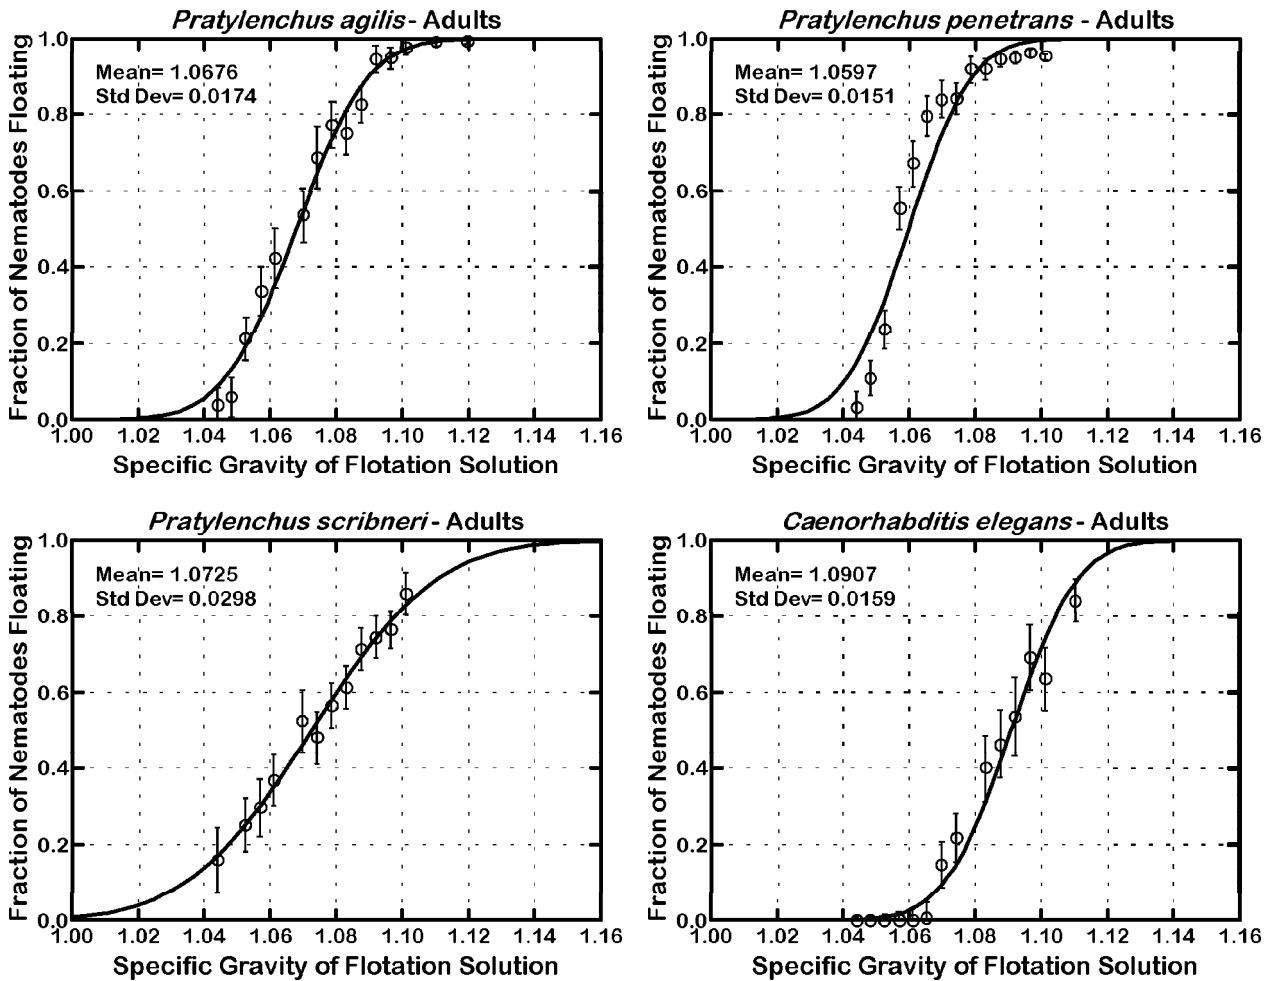 Pratylenchus agilis - Adults
Fraction of Nematodes Floating
1.0
0.8
0.6
0.4
0.2
0.0
Mean= 1.0676
Std Dev= 0.0174
1.00 1.02 1.04 1.06 1.08 1.10 1.12 1.14 1.16
Specific Gravity of Flotation Solution
Pratylenchus penetrans - Adults
Fraction of Nematodes Floating
1.0
0.8
0.6
0.4
0.2
0.0
Mean= 1.0597
Std Dev= 0.0151
1.00 1.02 1.04 1.06 1.08 1.10 1.12 1.14 1.16
Specific Gravity of Flotation Solution
Pratylenchus scribneri - Adults
Fraction of Nematodes Floating
1.0
0.8
0.6
0.4
0.2
0.0
Mean= 1.0725
Std Dev= 0.0298
1.00 1.02 1.04 1.06 1.08 1.10 1.12 1.14 1.16
Specific Gravity of Flotation Solution
Caenorhabditis elegans - Adults
Fraction of Nematodes Floating
1.0
0.8
0.6
0.4
0.2
0.0
Mean= 1.0907
Std Dev= 0.0159
1.00 1.02 1.04 1.06 1.08 1.10 1.12 1.14 1.16
Specific Gravity of Flotation Solution